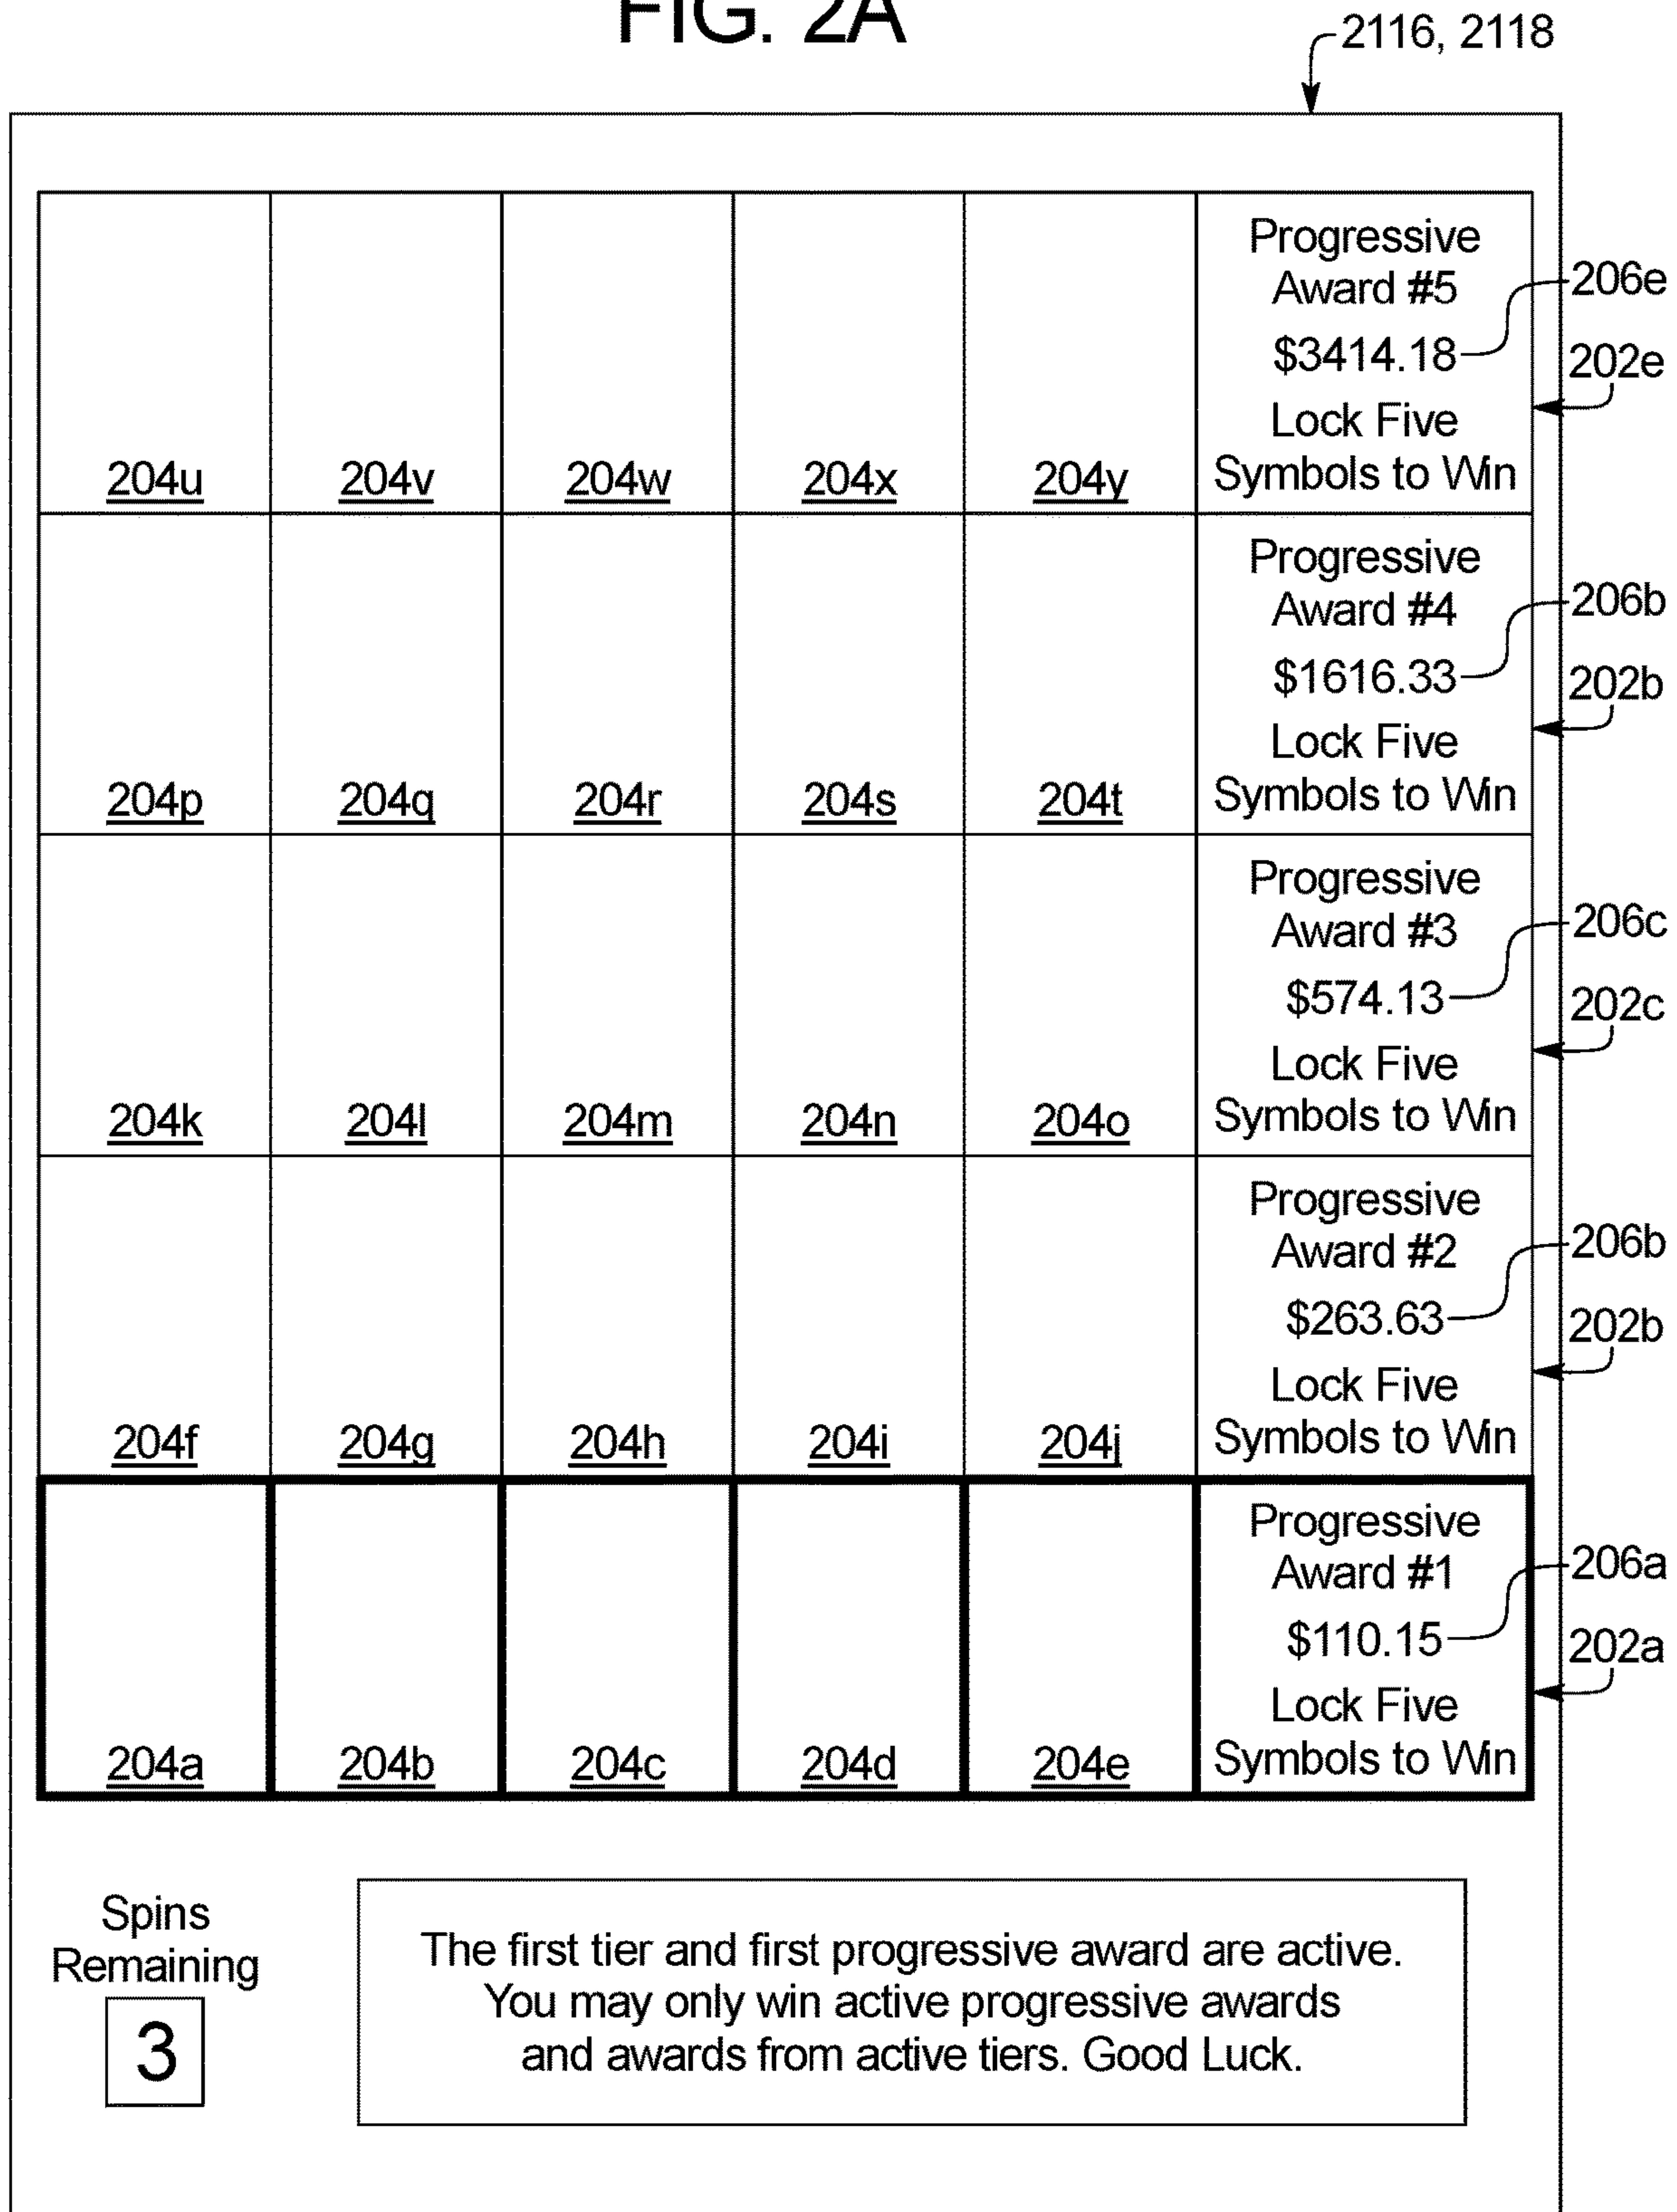 FIG. 2A
2116, 2118
Progressive
Award #5
206e
$3414.18
202e
Lock Five
Symbols to Win
204u 204v 204w 204x 204y
Progressive
Award #4
206b
$1616.33
202b
Lock Five
Symbols to Win
204p 204q 204r 204s 204t
Progressive
Award #3
206c
$574.13
202c
Lock Five
Symbols to Win
204k 204l 204m 204n 204o
Progressive
Award #2
206b
$263.63
202b
Lock Five
Symbols to Win
204f 204g 204h 204i 204j
Progressive
Award #1
206a
$110.15
202a
Lock Five
Symbols to Win
204a 204b 204c 204d 204e
Spins
Remaining
3
The first tier and first progressive award are active.
You may only win active progressive awards
and awards from active tiers. Good Luck.